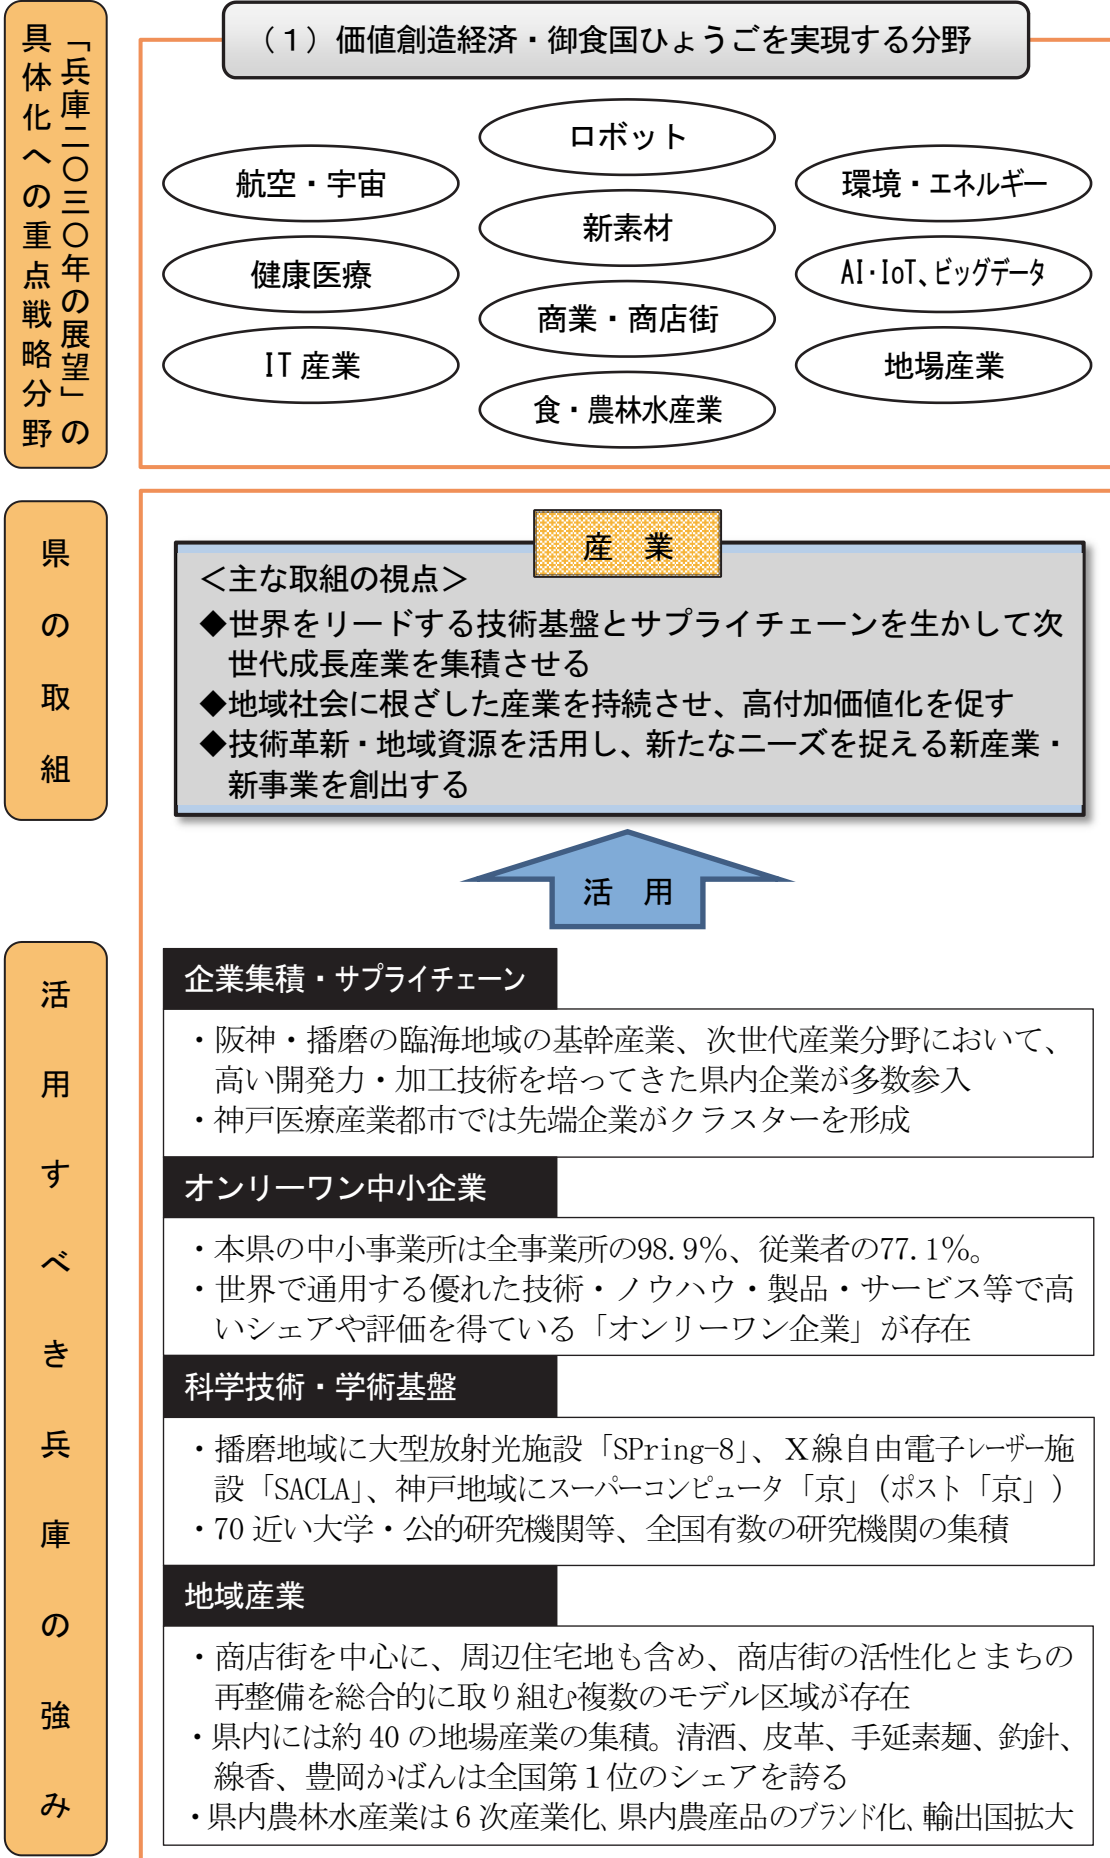 「兵庫二〇三〇年の展望」の
具体化への重点戦略分野
（１）価値創造経済・御食国ひょうごを実現する分野
ロボット
航空・宇宙
環境・エネルギー
新素材
健康医療
AI・IoT、ビッグデータ
商業・商店街
IT 産業
地場産業
食・農林水産業
県の取組
産　業
＜主な取組の視点＞
◆世界をリードする技術基盤とサプライチェーンを生かして次
世代成長産業を集積させる
◆地域社会に根ざした産業を持続させ、高付加価値化を促す
◆技術革新・地域資源を活用し、新たなニーズを捉える新産業・
新事業を創出する
活　用
活用すべき兵庫の強み
企業集積・サプライチェーン
・阪神・播磨の臨海地域の基幹産業、次世代産業分野において、
高い開発力・加工技術を培ってきた県内企業が多数参入
・神戸医療産業都市では先端企業がクラスターを形成
オンリーワン中小企業
・本県の中小事業所は全事業所の98.9％、従業者の77.1％。
・世界で通用する優れた技術・ノウハウ・製品・サービス等で高
いシェアや評価を得ている「オンリーワン企業」が存在
科学技術・学術基盤
・播磨地域に大型放射光施設「SPring-8」、Ｘ線自由電子レーザー施
設「SACLA」、神戸地域にスーパーコンピュータ「京」（ポスト「京」）
・70 近い大学・公的研究機関等、全国有数の研究機関の集積
地域産業
・商店街を中心に、周辺住宅地も含め、商店街の活性化とまちの
再整備を総合的に取り組む複数のモデル区域が存在
・県内には約 40 の地場産業の集積。清酒、皮革、手延素麺、釣針、
線香、豊岡かばんは全国第１位のシェアを誇る
・県内農林水産業は６次産業化、県内農産品のブランド化、輸出国拡大